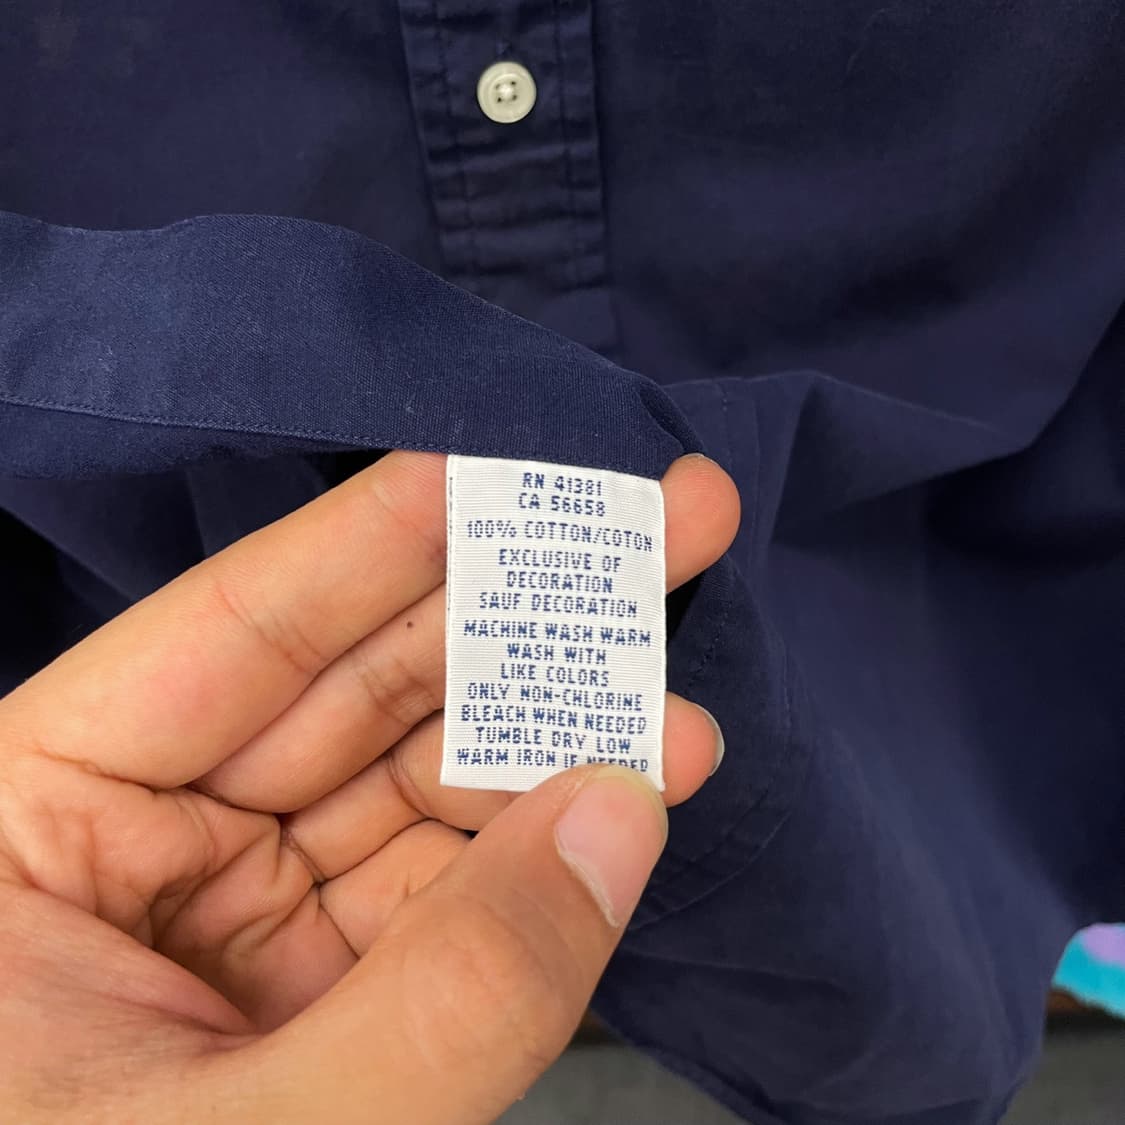 RN 41381
CA 56658
100% COTTON/COTON
EXCLUSIVE OF
DECORATION
SAUF DECORATION
MACHINE WASH WARM
WASH WITH
LIKE COLORS
ONLY NON-CHLORINE
BLEACH WHEN NEEDED
TUMBLE DRY LOW
WARM IRON IF NEEDED